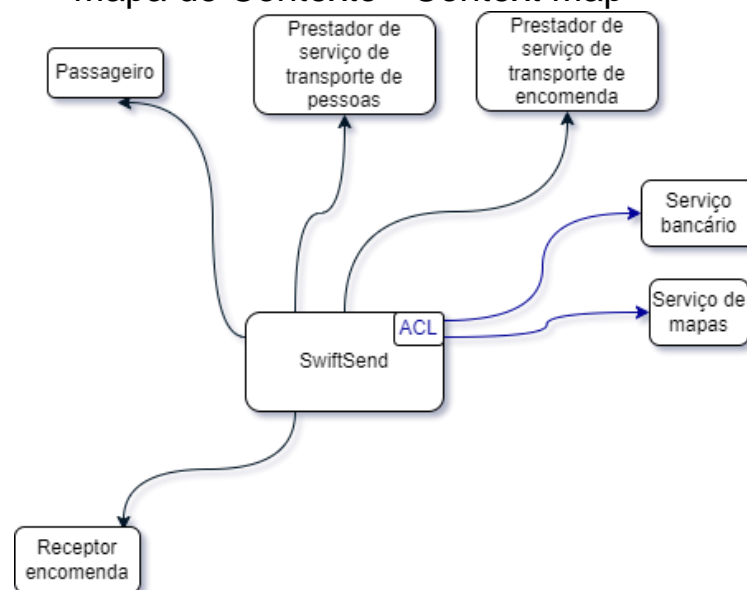 Mapa de Contexto - Context Map
Passageiro
Prestador de
serviço de
transporte de
pessoas
Prestador de
serviço de
transporte de
encomenda
Serviço
bancário
Serviço de
mapas
ACL
SwiftSend
Receptor
encomenda